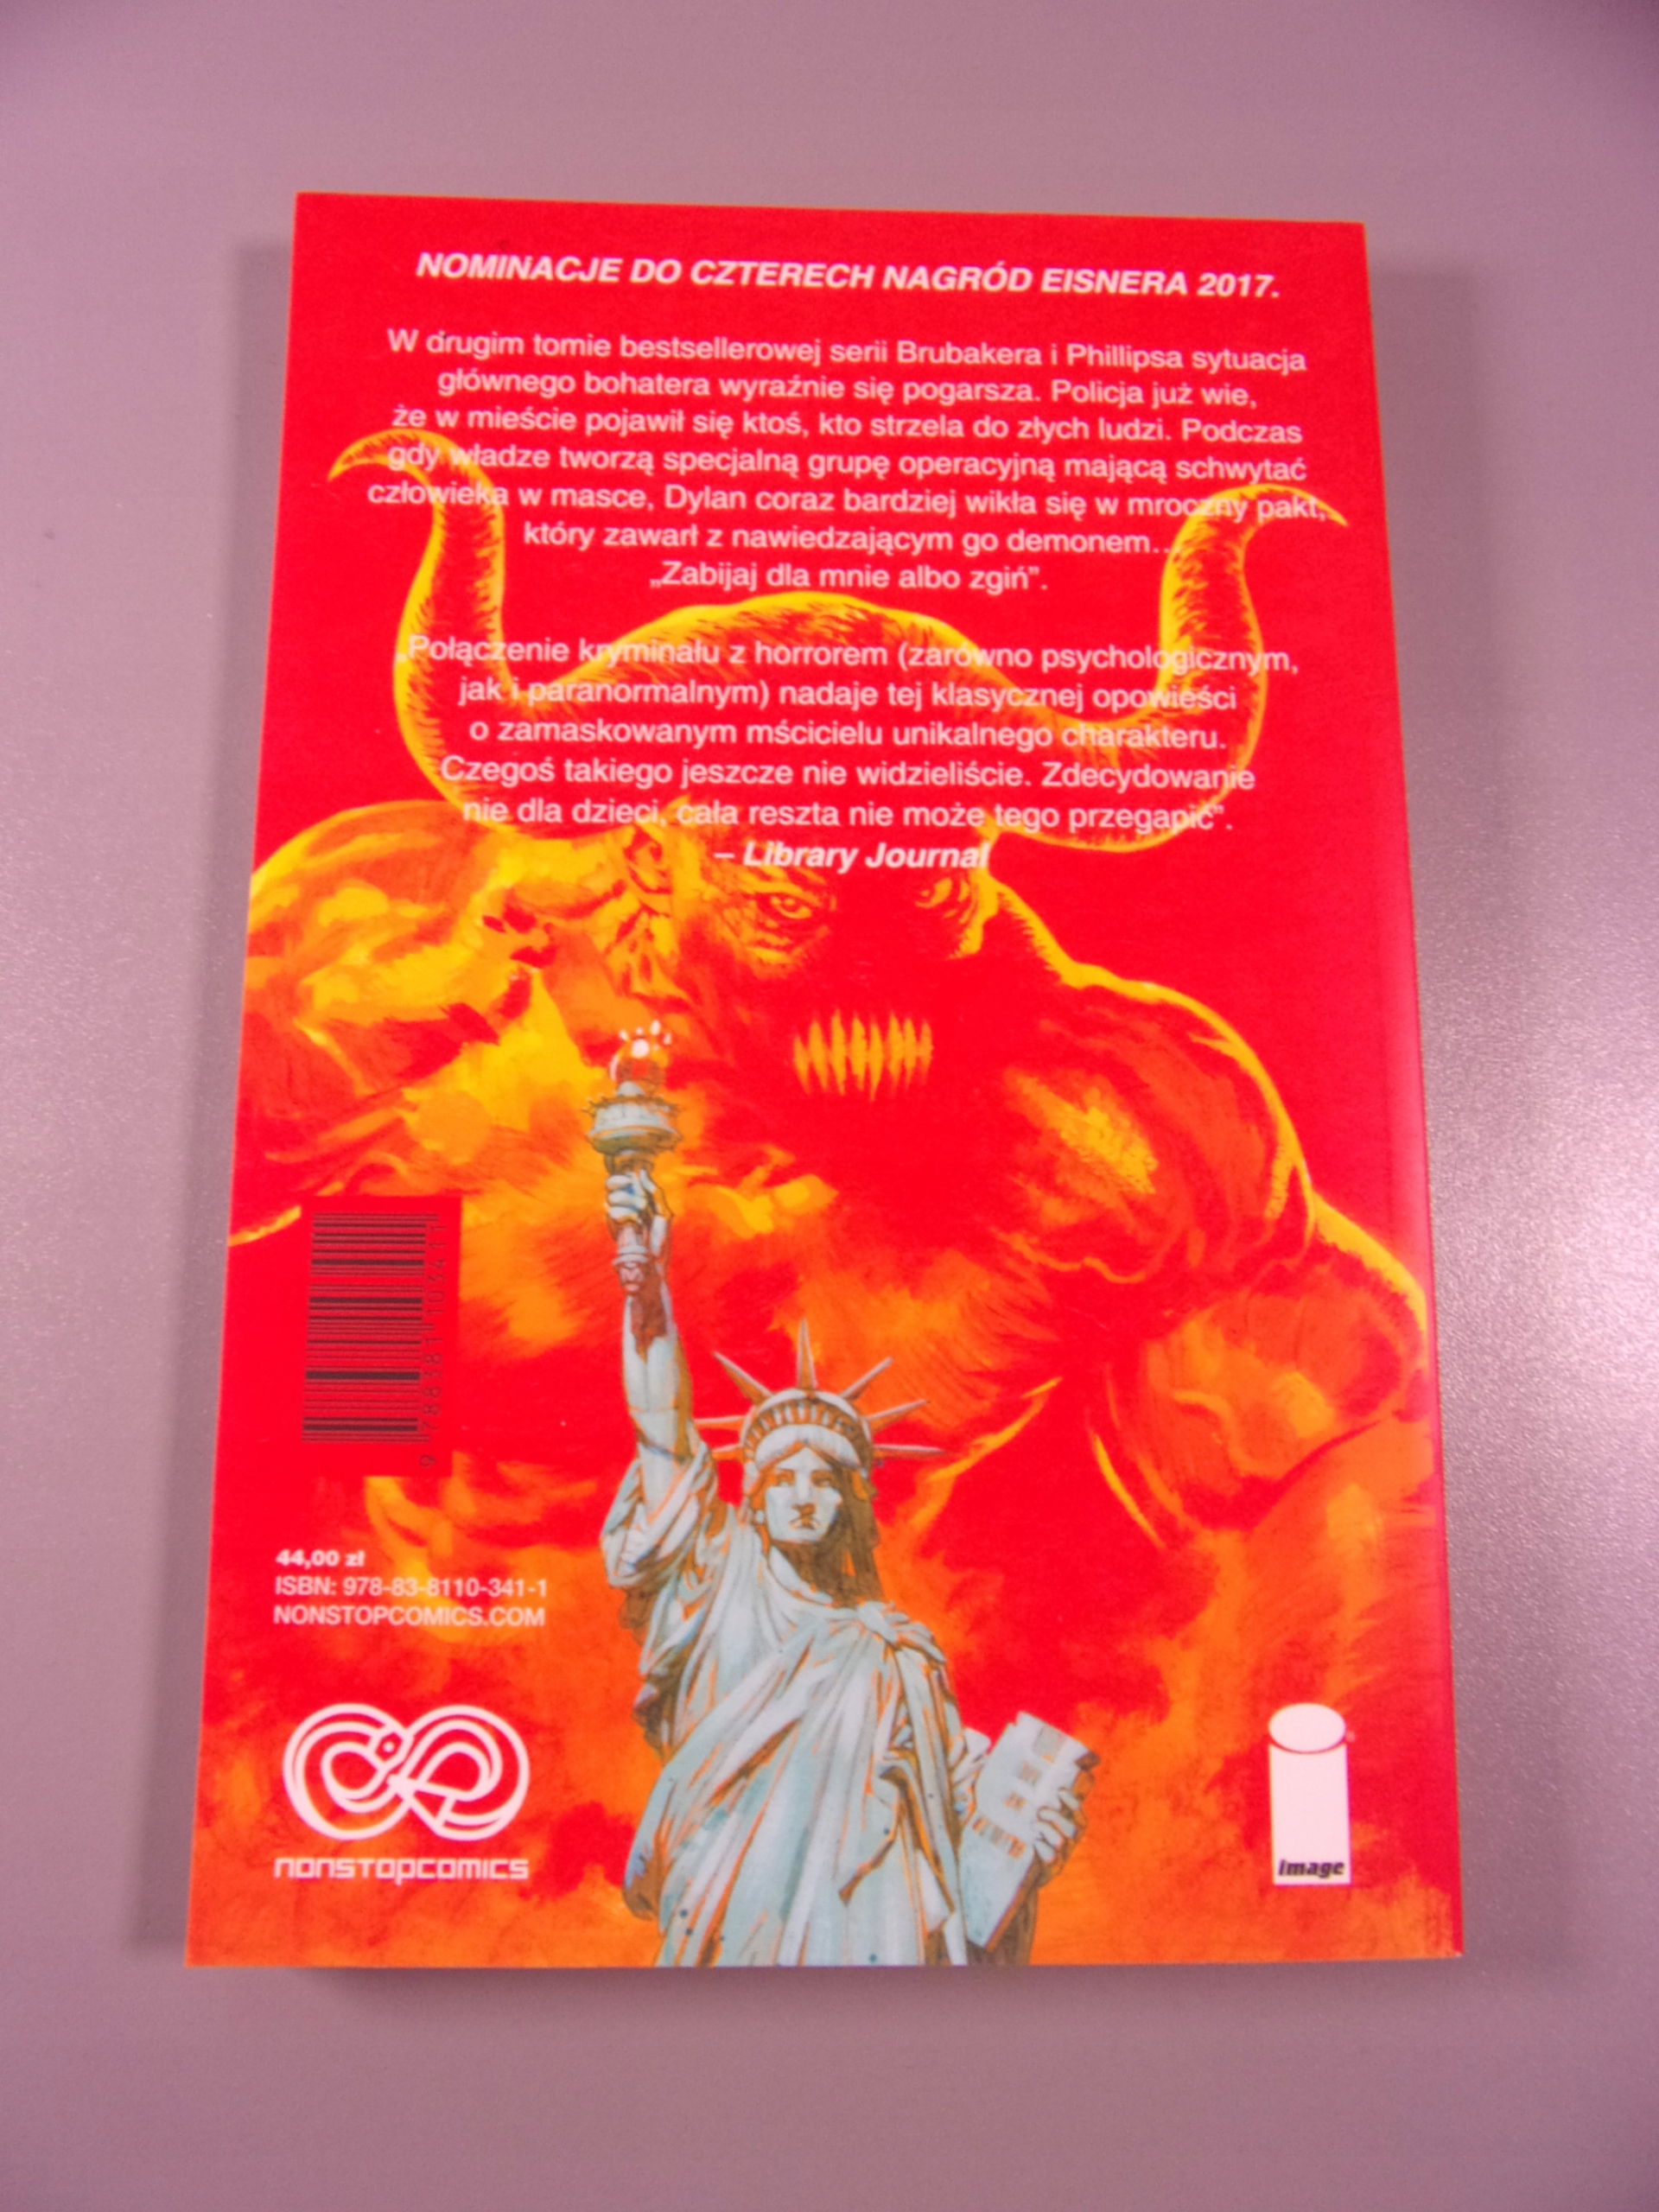 NOMINACJE DO CZTERECH NAGRÓD EISNERA 2017.
W drugim tomie bestsellerowej serii Brubakera i Phillipsa sytuacja
głównego bohatera wyraźnie się pogarsza. Policja już wie,
że w mieście pojawił się ktoś, kto strzela do złych ludzi. Podczas
gdy władze tworzą specjalną grupę operacyjną mającą schwytać
człowieka w masce, Dylan coraz bardziej wikła się w mroczny pakt,
który zawarł z nawiedzającym go demonem...
„Zabijaj dla mnie albo zgiń”.
„Połączenie kryminału z horrorem (zarówno psychologicznym,
jak i paranormalnym) nadaje tej klasycznej opowieści
o zamaskowanym mścicielu unikalnego charakteru.
Czegoś takiego jeszcze nie widzieliście. Zdecydowanie
nie dla dzieci, cała reszta nie może tego przegapić”.
– Library Journal
9 788381 103411
44,00 zł
ISBN: 978-83-8110-341-1
NONSTOPCOMICS.COM
nonstopcomics
image